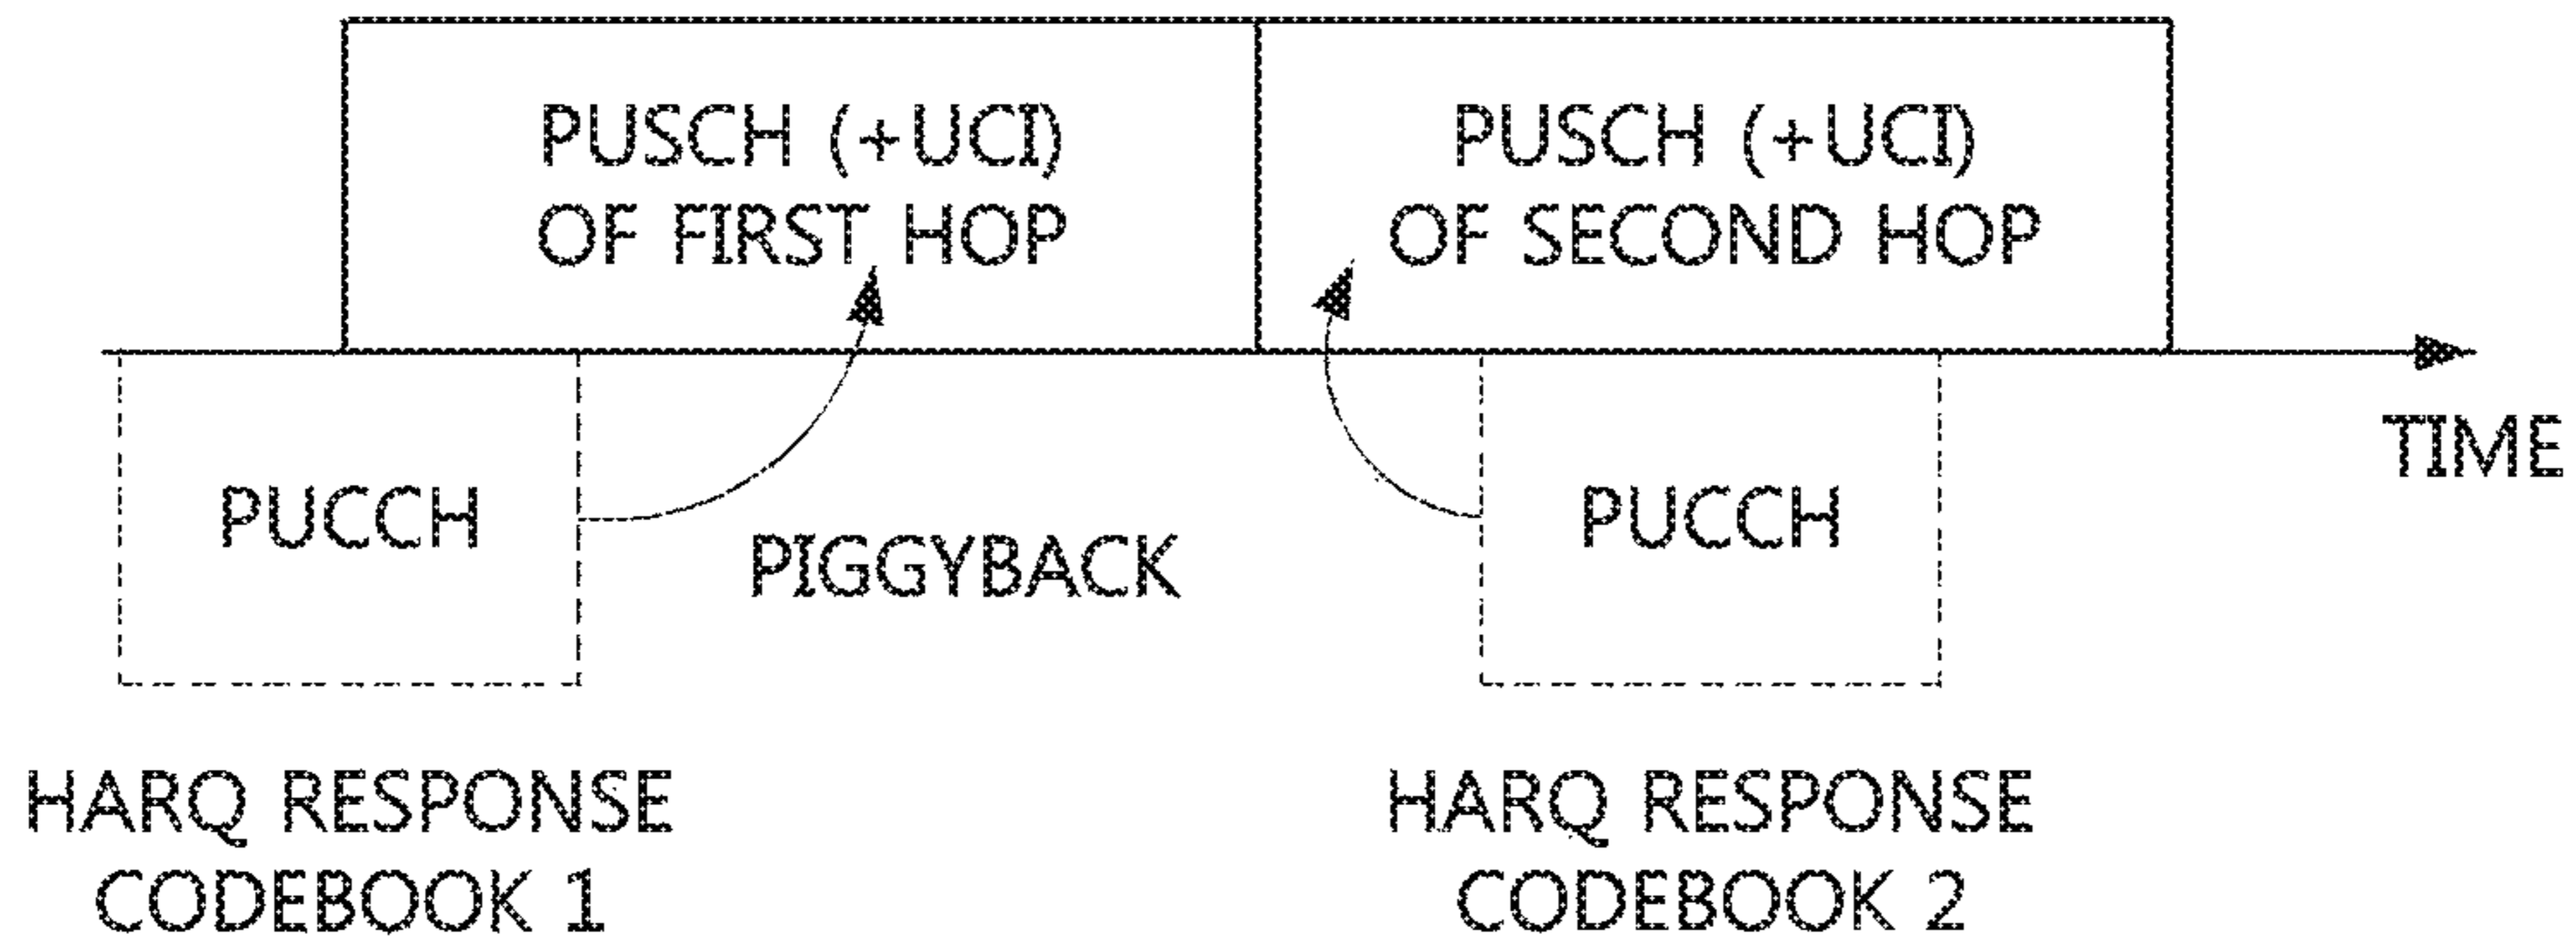 PUSCH (+UCI)
OF FIRST HOP
PUSCH (+UCI)
OF SECOND HOP
TIME
PUCCH
PIGGYBACK
PUCCH
HARQ RESPONSE
CODEBOOK 1
HARQ RESPONSE
CODEBOOK 2